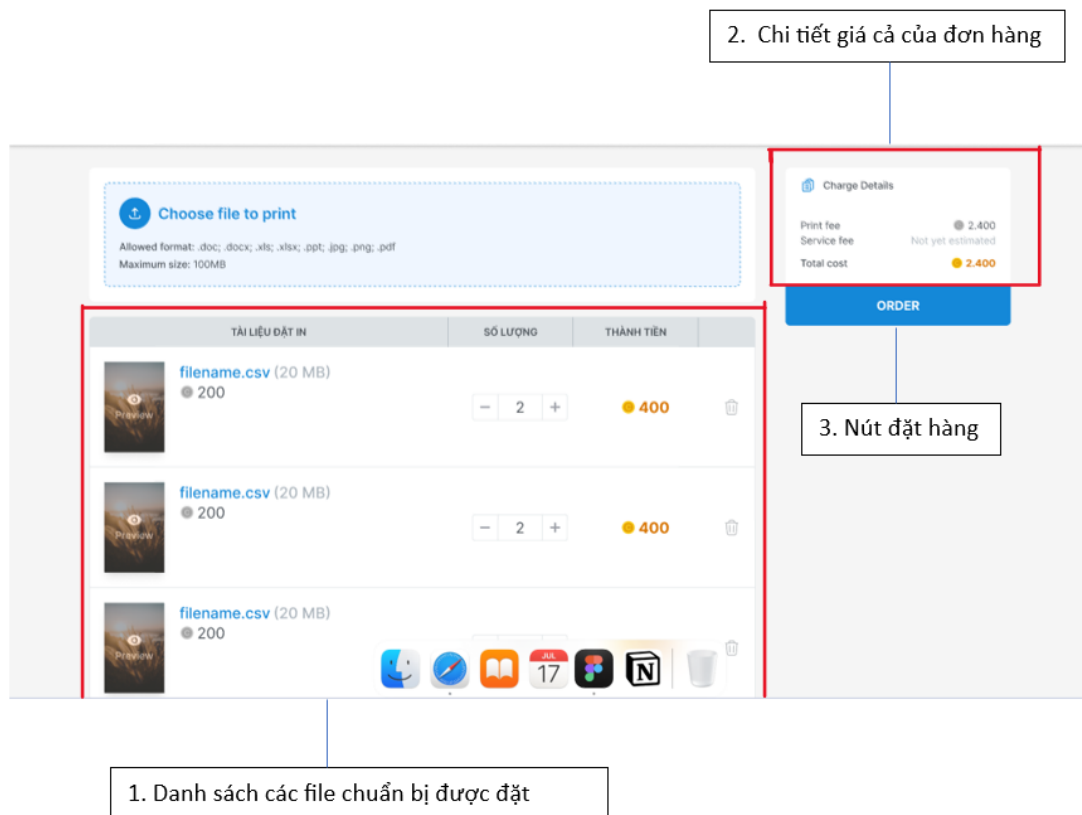 2. Chi tiết giá cả của đơn hàng
Choose file to print
Allowed format: .doc; .docx; .xls; .xlsx; .ppt; .jpg; .png; .pdf
Maximum size: 100MB
Charge Details
Print fee 2.400
Service fee Not yet estimated
Total cost 2.400
ORDER
3. Nút đặt hàng
TÀI LIỆU ĐẶT IN SỐ LƯỢNG THÀNH TIỀN
filename.csv (20 MB)
200
Preview
− 2 + 400
filename.csv (20 MB)
200
Preview
− 2 + 400
filename.csv (20 MB)
200
Preview
JUL
17
N
1. Danh sách các file chuẩn bị được đặt